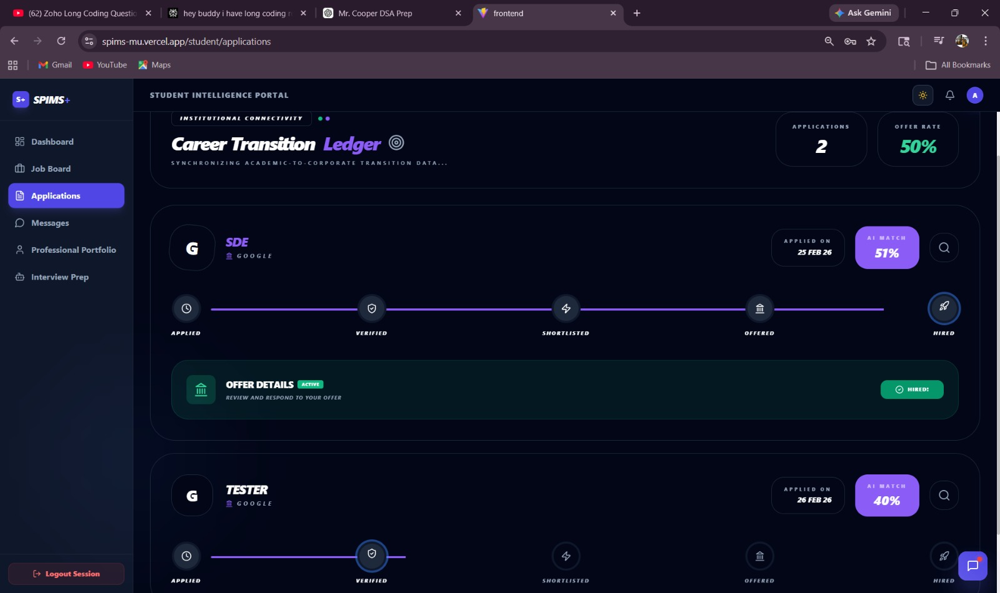 (62) Zoho Long Coding Questio
hey buddy i have long coding r
Mr. Cooper DSA Prep
frontend
Ask Gemini
spims-mu.vercel.app/student/applications
Gmail
YouTube
Maps
All Bookmarks
S+
SPIMS+
STUDENT INTELLIGENCE PORTAL
A
Dashboard
Job Board
Applications
Messages
Professional Portfolio
Interview Prep
Logout Session
INSTITUTIONAL CONNECTIVITY
Career Transition Ledger
SYNCHRONIZING ACADEMIC-TO-CORPORATE TRANSITION DATA...
APPLICATIONS
2
OFFER RATE
50%
G
SDE
GOOGLE
APPLIED ON
25 FEB 26
AI MATCH
51%
APPLIED
VERIFIED
SHORTLISTED
OFFERED
HIRED
OFFER DETAILS ACTIVE
REVIEW AND RESPOND TO YOUR OFFER
HIRED!
G
TESTER
GOOGLE
APPLIED ON
26 FEB 26
AI MATCH
40%
APPLIED
VERIFIED
SHORTLISTED
OFFERED
HIRED